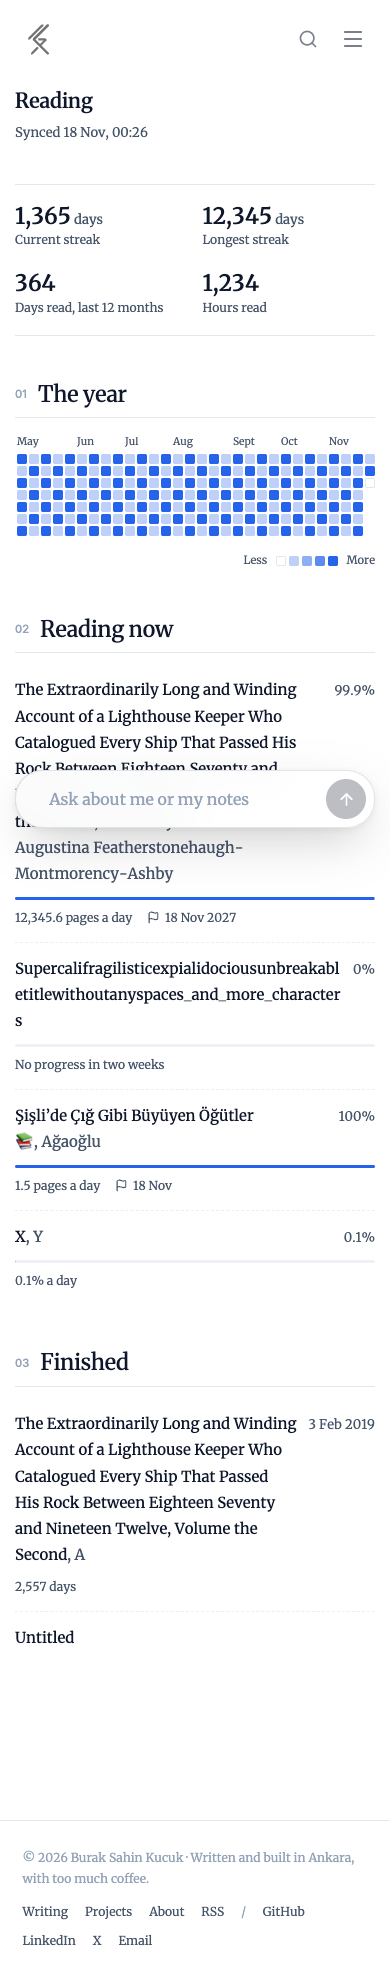 Reading
Synced 18 Nov, 00:26
1,365 days
Current streak
12,345 days
Longest streak
364
Days read, last 12 months
1,234
Hours read
01 The year
May Jun Jul Aug Sept Oct Nov
Less More
02 Reading now
The Extraordinarily Long and Winding 99.9%
Account of a Lighthouse Keeper Who
Catalogued Every Ship That Passed His
Rock Between Eighteen Seventy and
Ask about me or my notes
Augustina Featherstonehaugh-
Montmorency-Ashby
12,345.6 pages a day 18 Nov 2027
Supercalifragilisticexpialidociousunbreakabl 0%
etitlewithoutanyspaces_and_more_character
s
No progress in two weeks
Şişli’de Çığ Gibi Büyüyen Öğütler 100%
📚, Ağaoğlu
1.5 pages a day 18 Nov
X, Y 0.1%
0.1% a day
03 Finished
The Extraordinarily Long and Winding 3 Feb 2019
Account of a Lighthouse Keeper Who
Catalogued Every Ship That Passed
His Rock Between Eighteen Seventy
and Nineteen Twelve, Volume the
Second, A
2,557 days
Untitled
© 2026 Burak Sahin Kucuk · Written and built in Ankara,
with too much coffee.
Writing Projects About RSS / GitHub
LinkedIn X Email